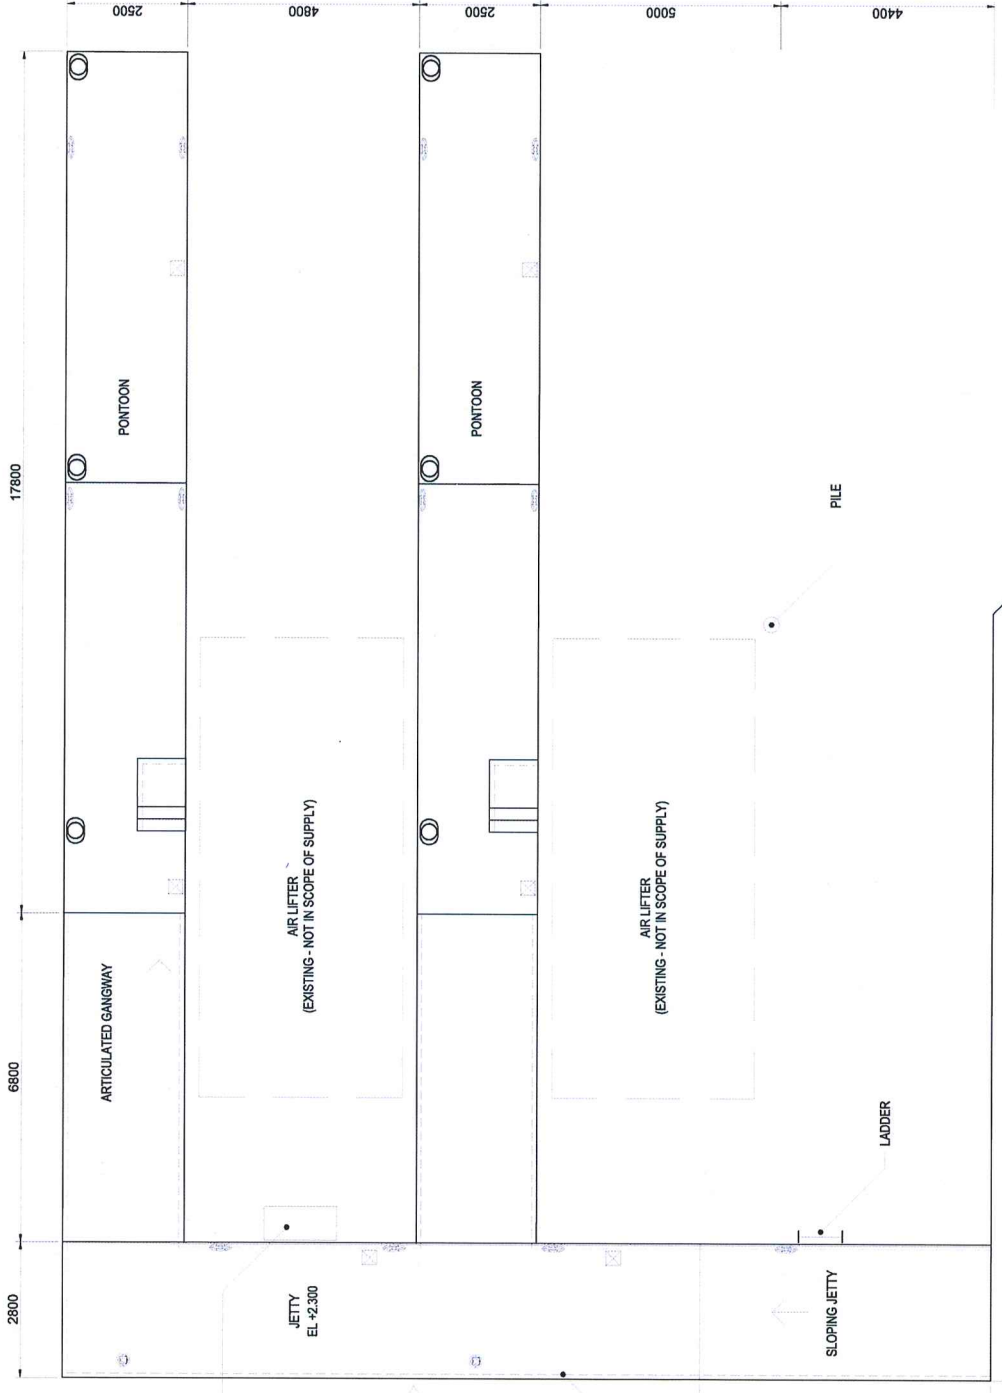 2800
6800
17800
2500
4800
2500
5000
4400
ARTICULATED GANGWAY
PONTOON
PONTOON
AIR LIFTER
(EXISTING - NOT IN SCOPE OF SUPPLY)
AIR LIFTER
(EXISTING - NOT IN SCOPE OF SUPPLY)
JETTY
EL +2.300
PILE
LADDER
SLOPING JETTY